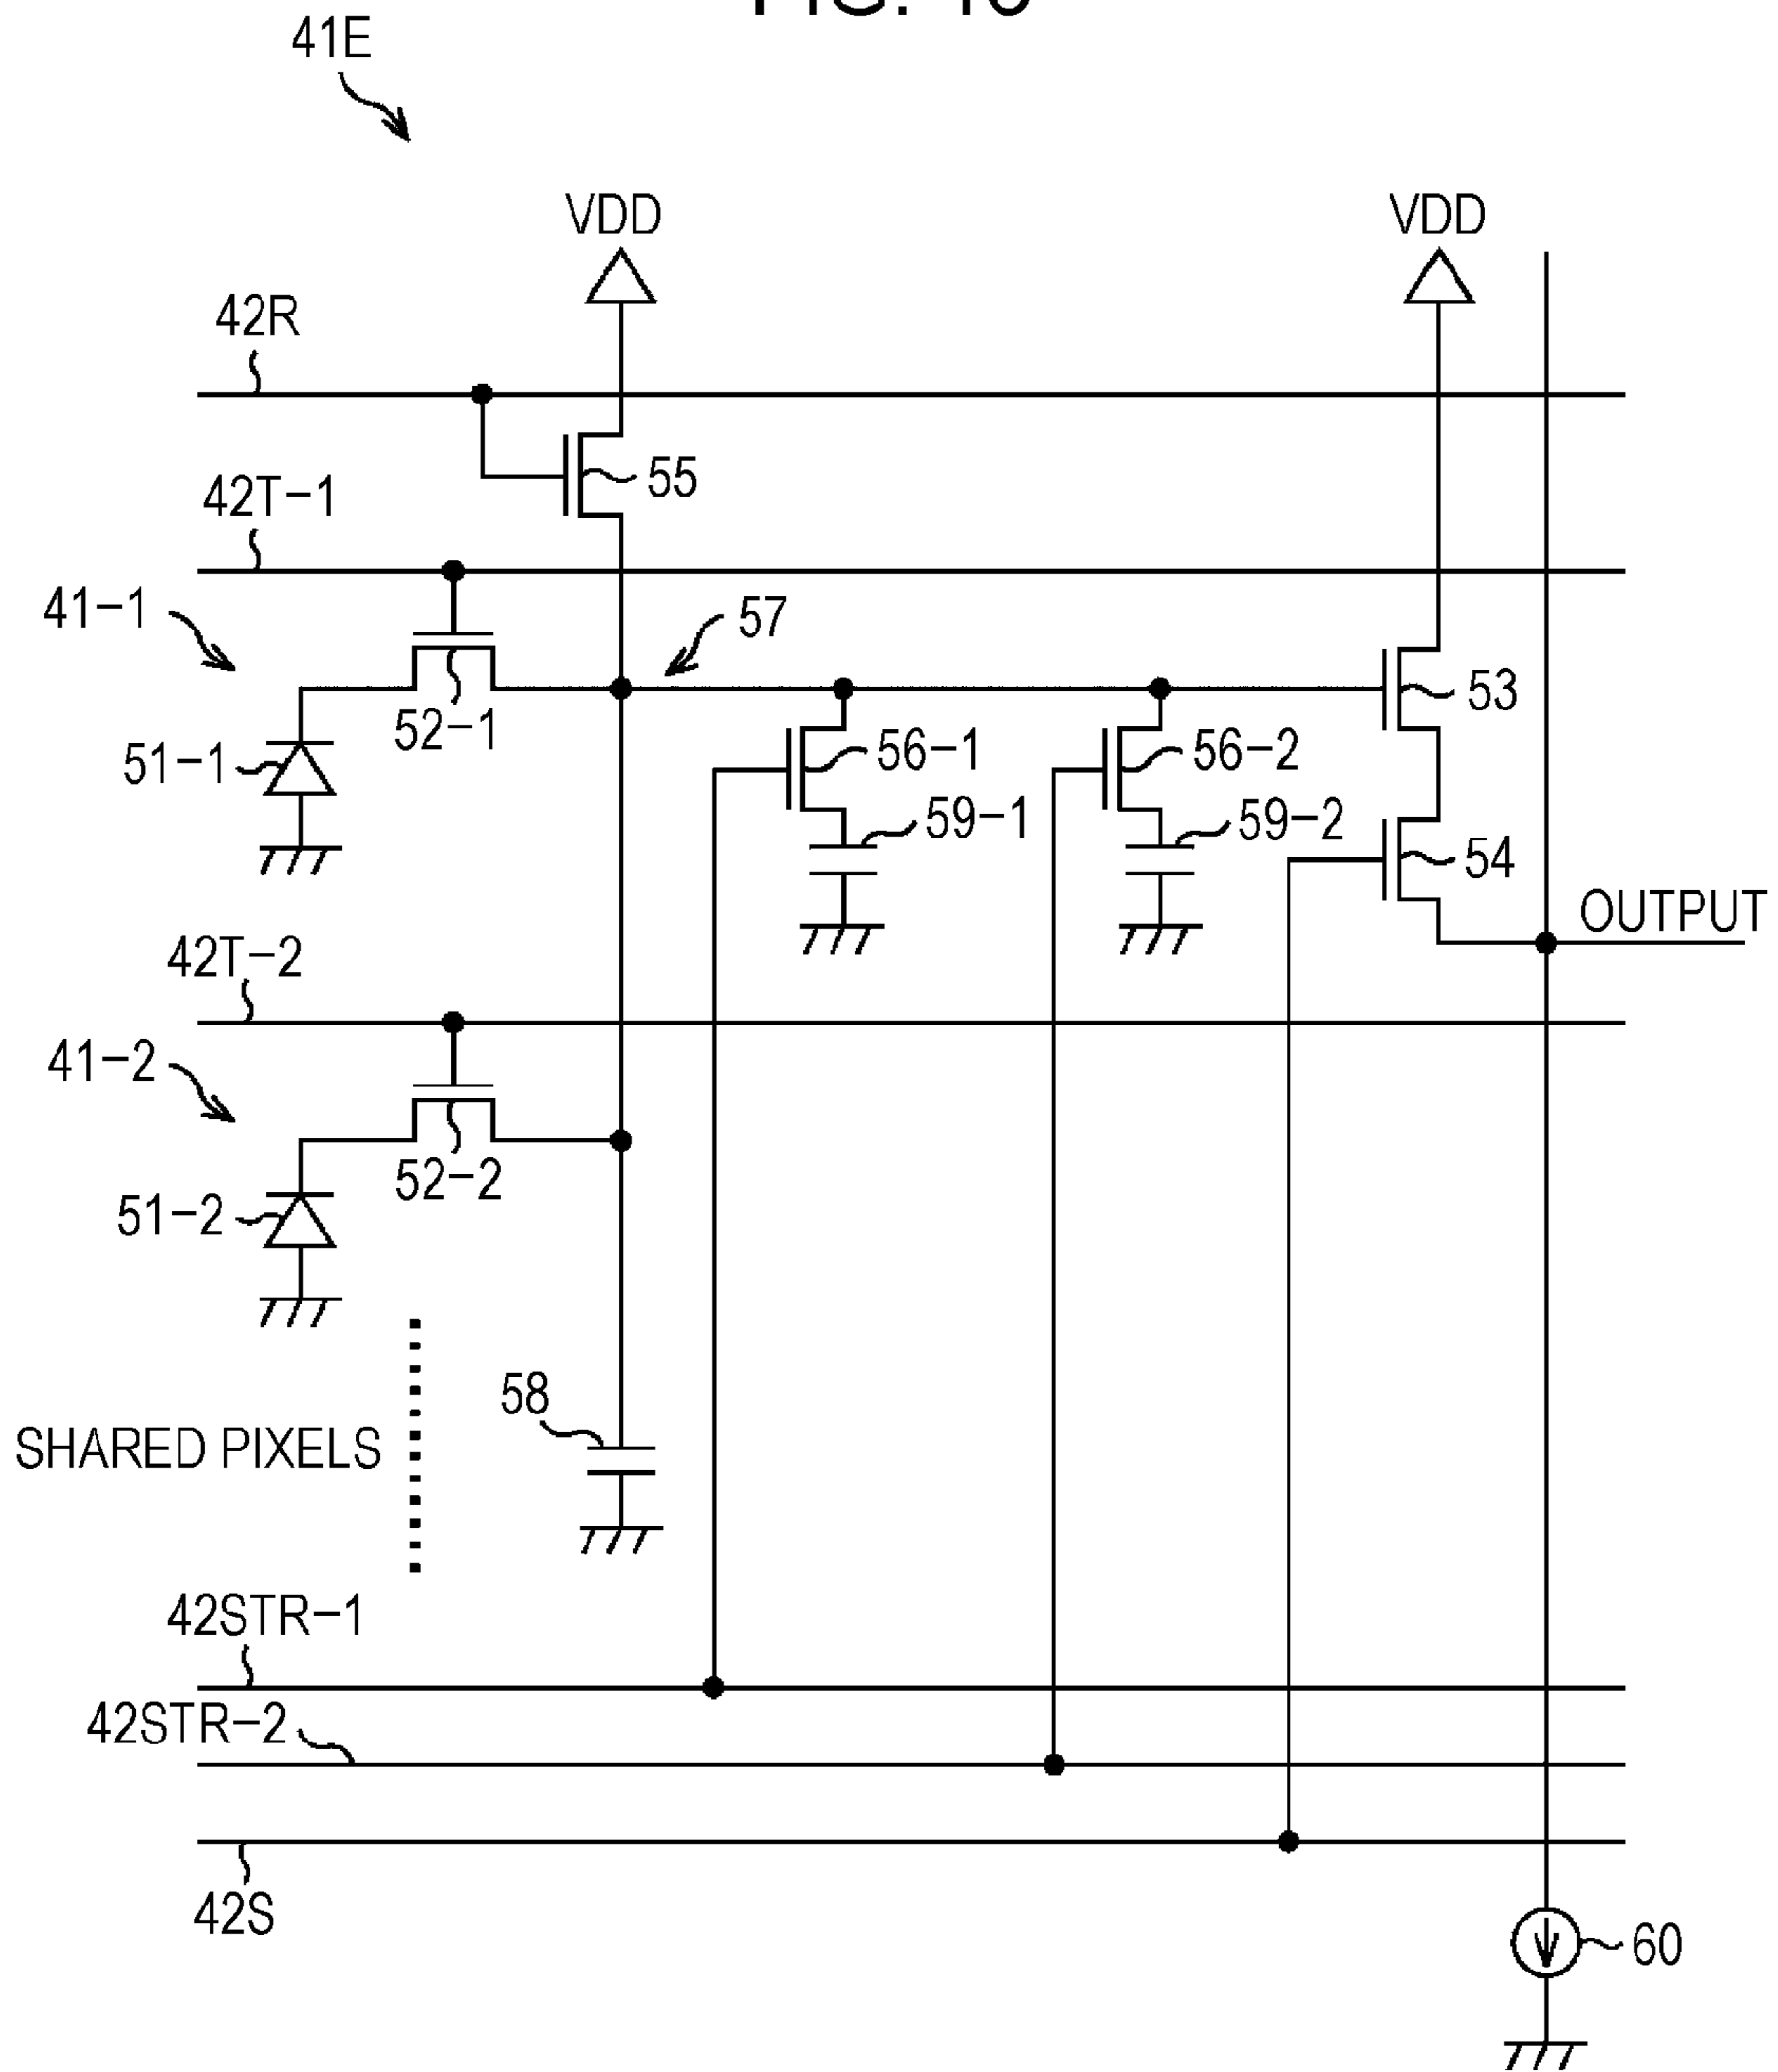 FIG.
41E
VDD VDD
42R
55
42T-1
41-1
57
53
52-1
56-1
56-2
51-1
59-1
59-2
54
OUTPUT
42T-2
41-2
52-2
51-2
58
SHARED PIXELS
42STR-1
42STR-2
42S
60